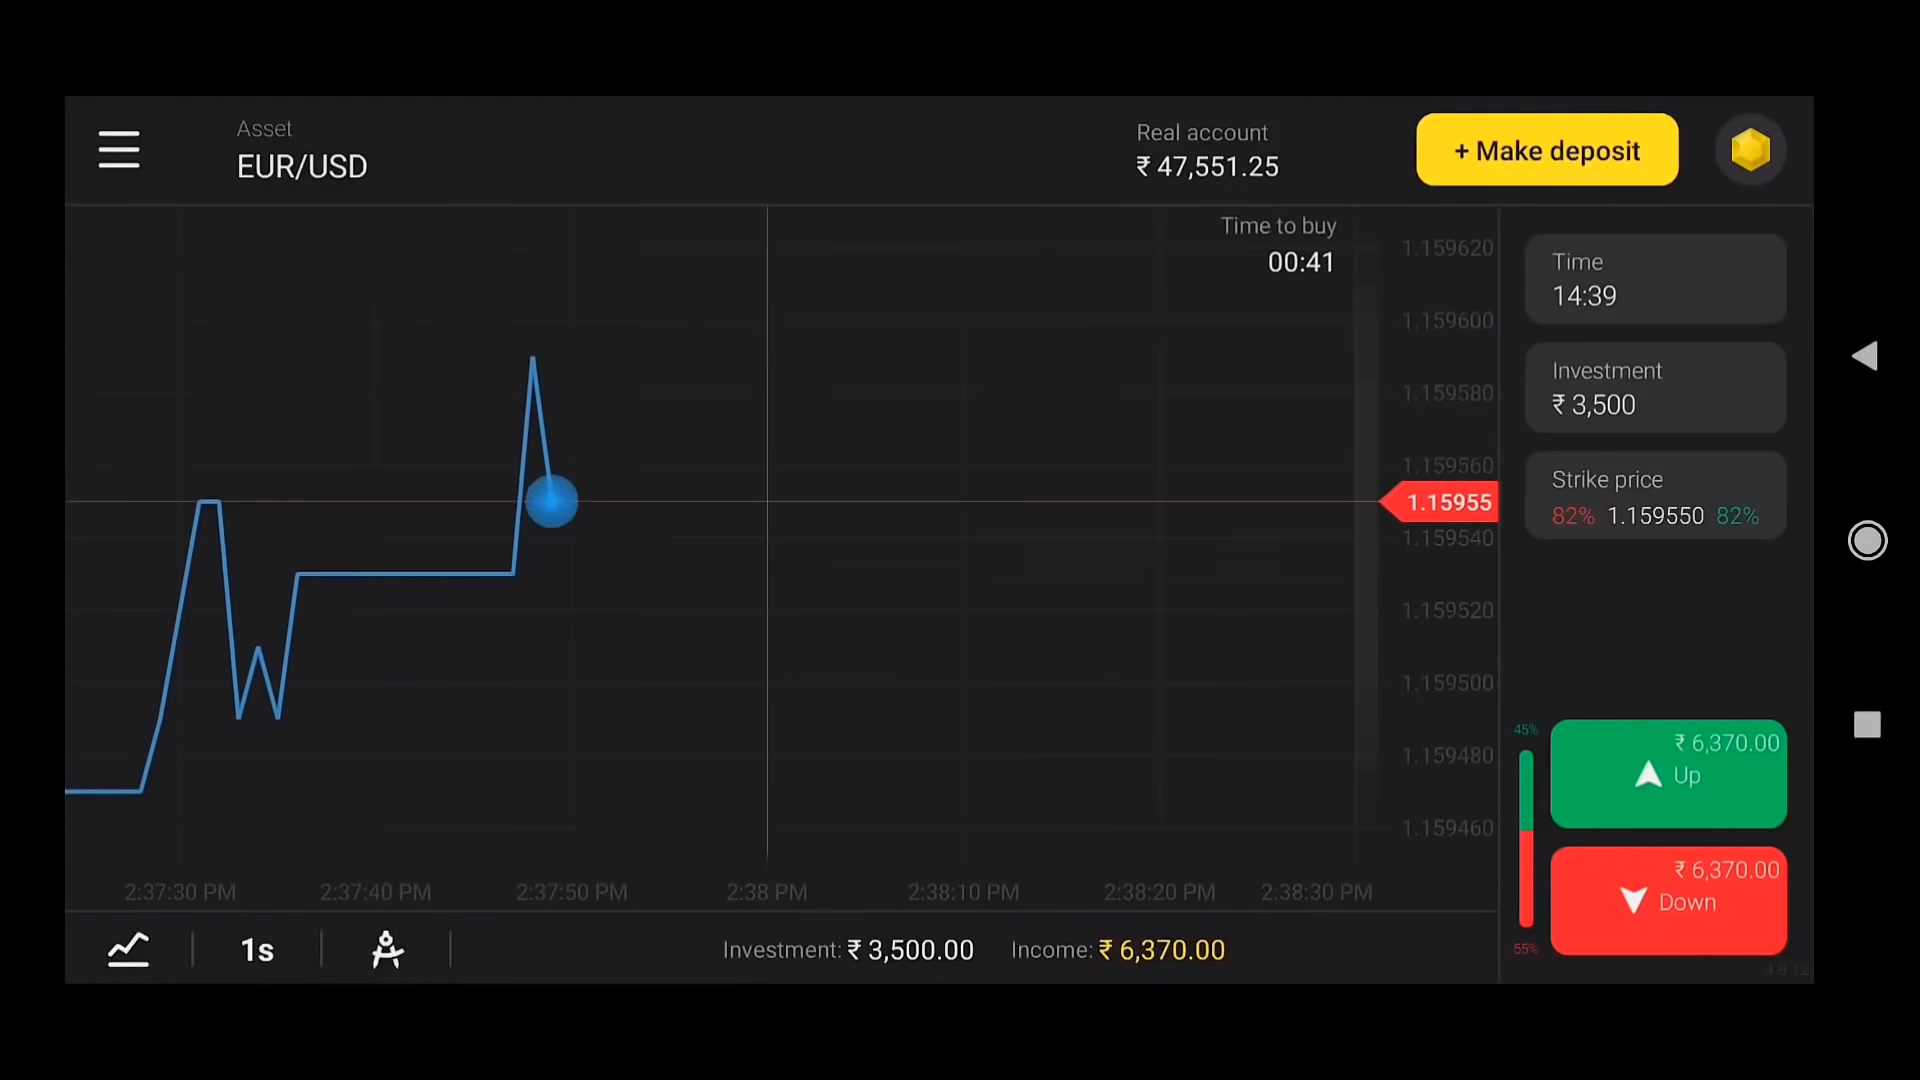 Asset
EUR/USD
Real account
₹ 47,551.25
+ Make deposit
Time to buy
00:41
1.159620
1.159600
1.159580
1.159560
1.15955
1.159540
1.159520
1.159500
1.159480
1.159460
Time
14:39
Investment
₹ 3,500
Strike price
82% 1.159550 82%
45%
₹ 6,370.00
Up
₹ 6,370.00
Down
55%
2:37:30 PM 2:37:40 PM 2:37:50 PM 2:38 PM 2:38:10 PM 2:38:20 PM 2:38:30 PM
1s
Investment: ₹ 3,500.00 Income: ₹ 6,370.00
4.8.12